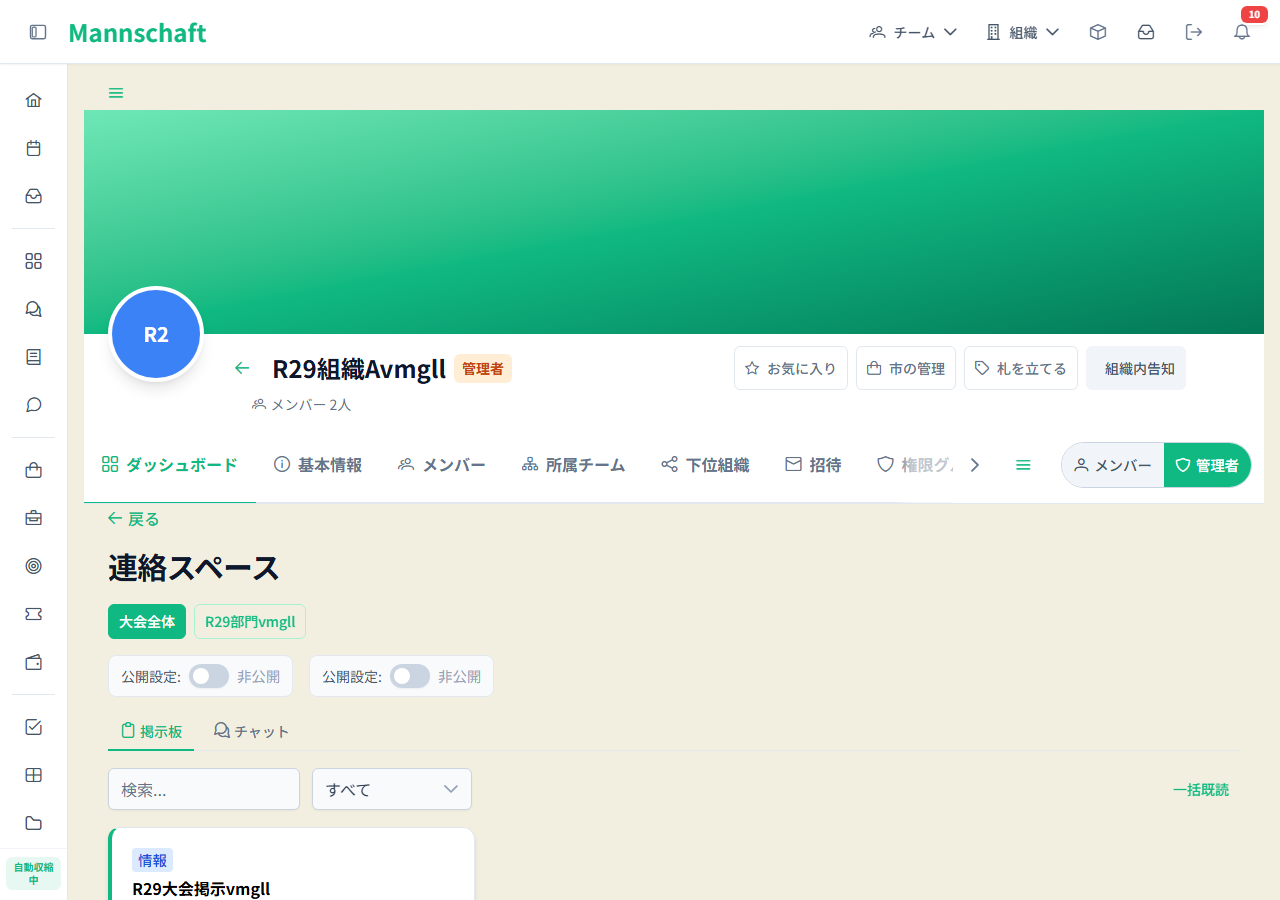 Mannschaft
チーム
組織
10
R2
R29組織Avmgll 管理者
メンバー 2人
お気に入り
市の管理
札を立てる
組織内告知
ダッシュボード
基本情報
メンバー
所属チーム
下位組織
招待
権限グ
メンバー
管理者
戻る
連絡スペース
大会全体
R29部門vmgll
公開設定: 非公開
公開設定: 非公開
掲示板
チャット
検索...
すべて
一括既読
情報
R29大会掲示vmgll
自動収縮
中